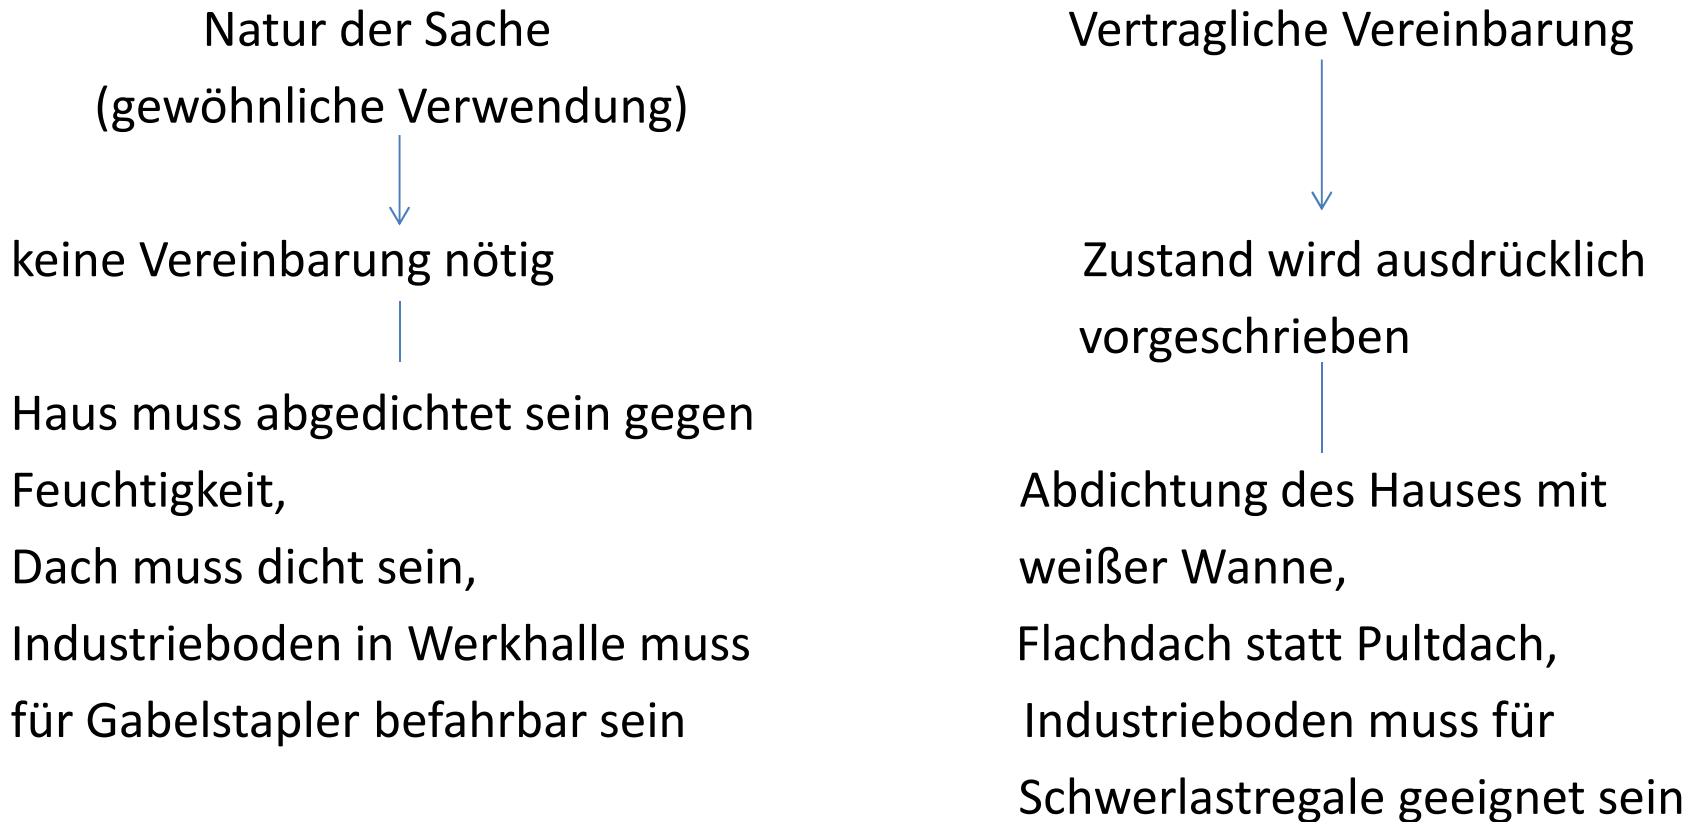 Natur der Sache
(gewöhnliche Verwendung)
keine Vereinbarung nötig
Haus muss abgedichtet sein gegen
Feuchtigkeit,
Dach muss dicht sein,
Industrieboden in Werkhalle muss
für Gabelstapler befahrbar sein
Vertragliche Vereinbarung
Zustand wird ausdrücklich
vorgeschrieben
Abdichtung des Hauses mit
weißer Wanne,
Flachdach statt Pultdach,
Industrieboden muss für
Schwerlastregale geeignet sein